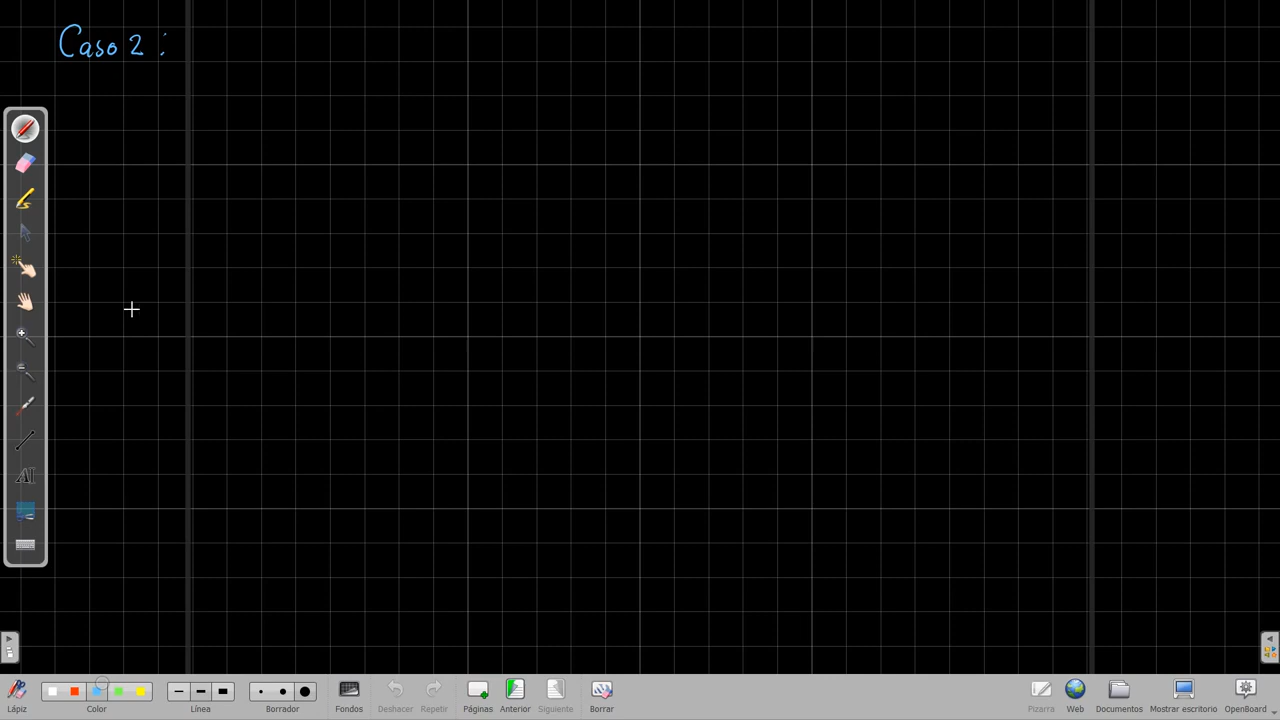 Caso 2 :
AI
Lápiz
Color
Línea
Borrador
Fondos
Deshacer
Repetir
Páginas
Anterior
Siguiente
Borrar
Pizarra
Web
Documentos
Mostrar escritorio
OpenBoard